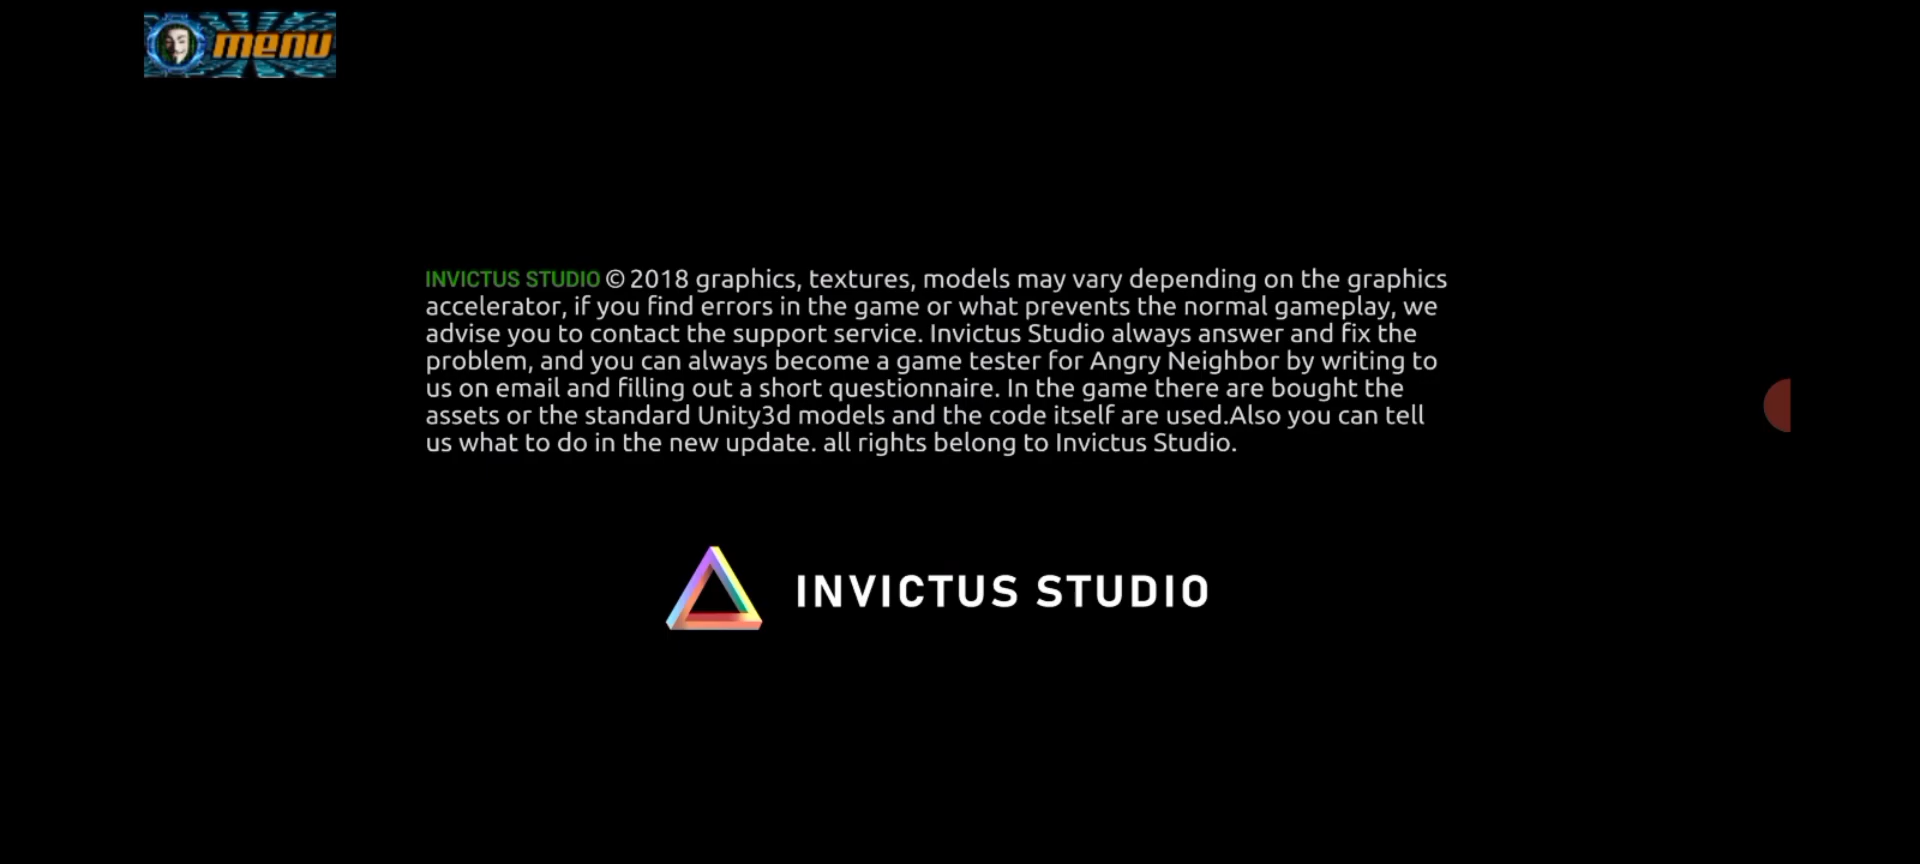 menu
INVICTUS STUDIO © 2018 graphics, textures, models may vary depending on the graphics
accelerator, if you find errors in the game or what prevents the normal gameplay, we
advise you to contact the support service. Invictus Studio always answer and fix the
problem, and you can always become a game tester for Angry Neighbor by writing to
us on email and filling out a short questionnaire. In the game there are bought the
assets or the standard Unity3d models and the code itself are used.Also you can tell
us what to do in the new update. all rights belong to Invictus Studio.
INVICTUS STUDIO